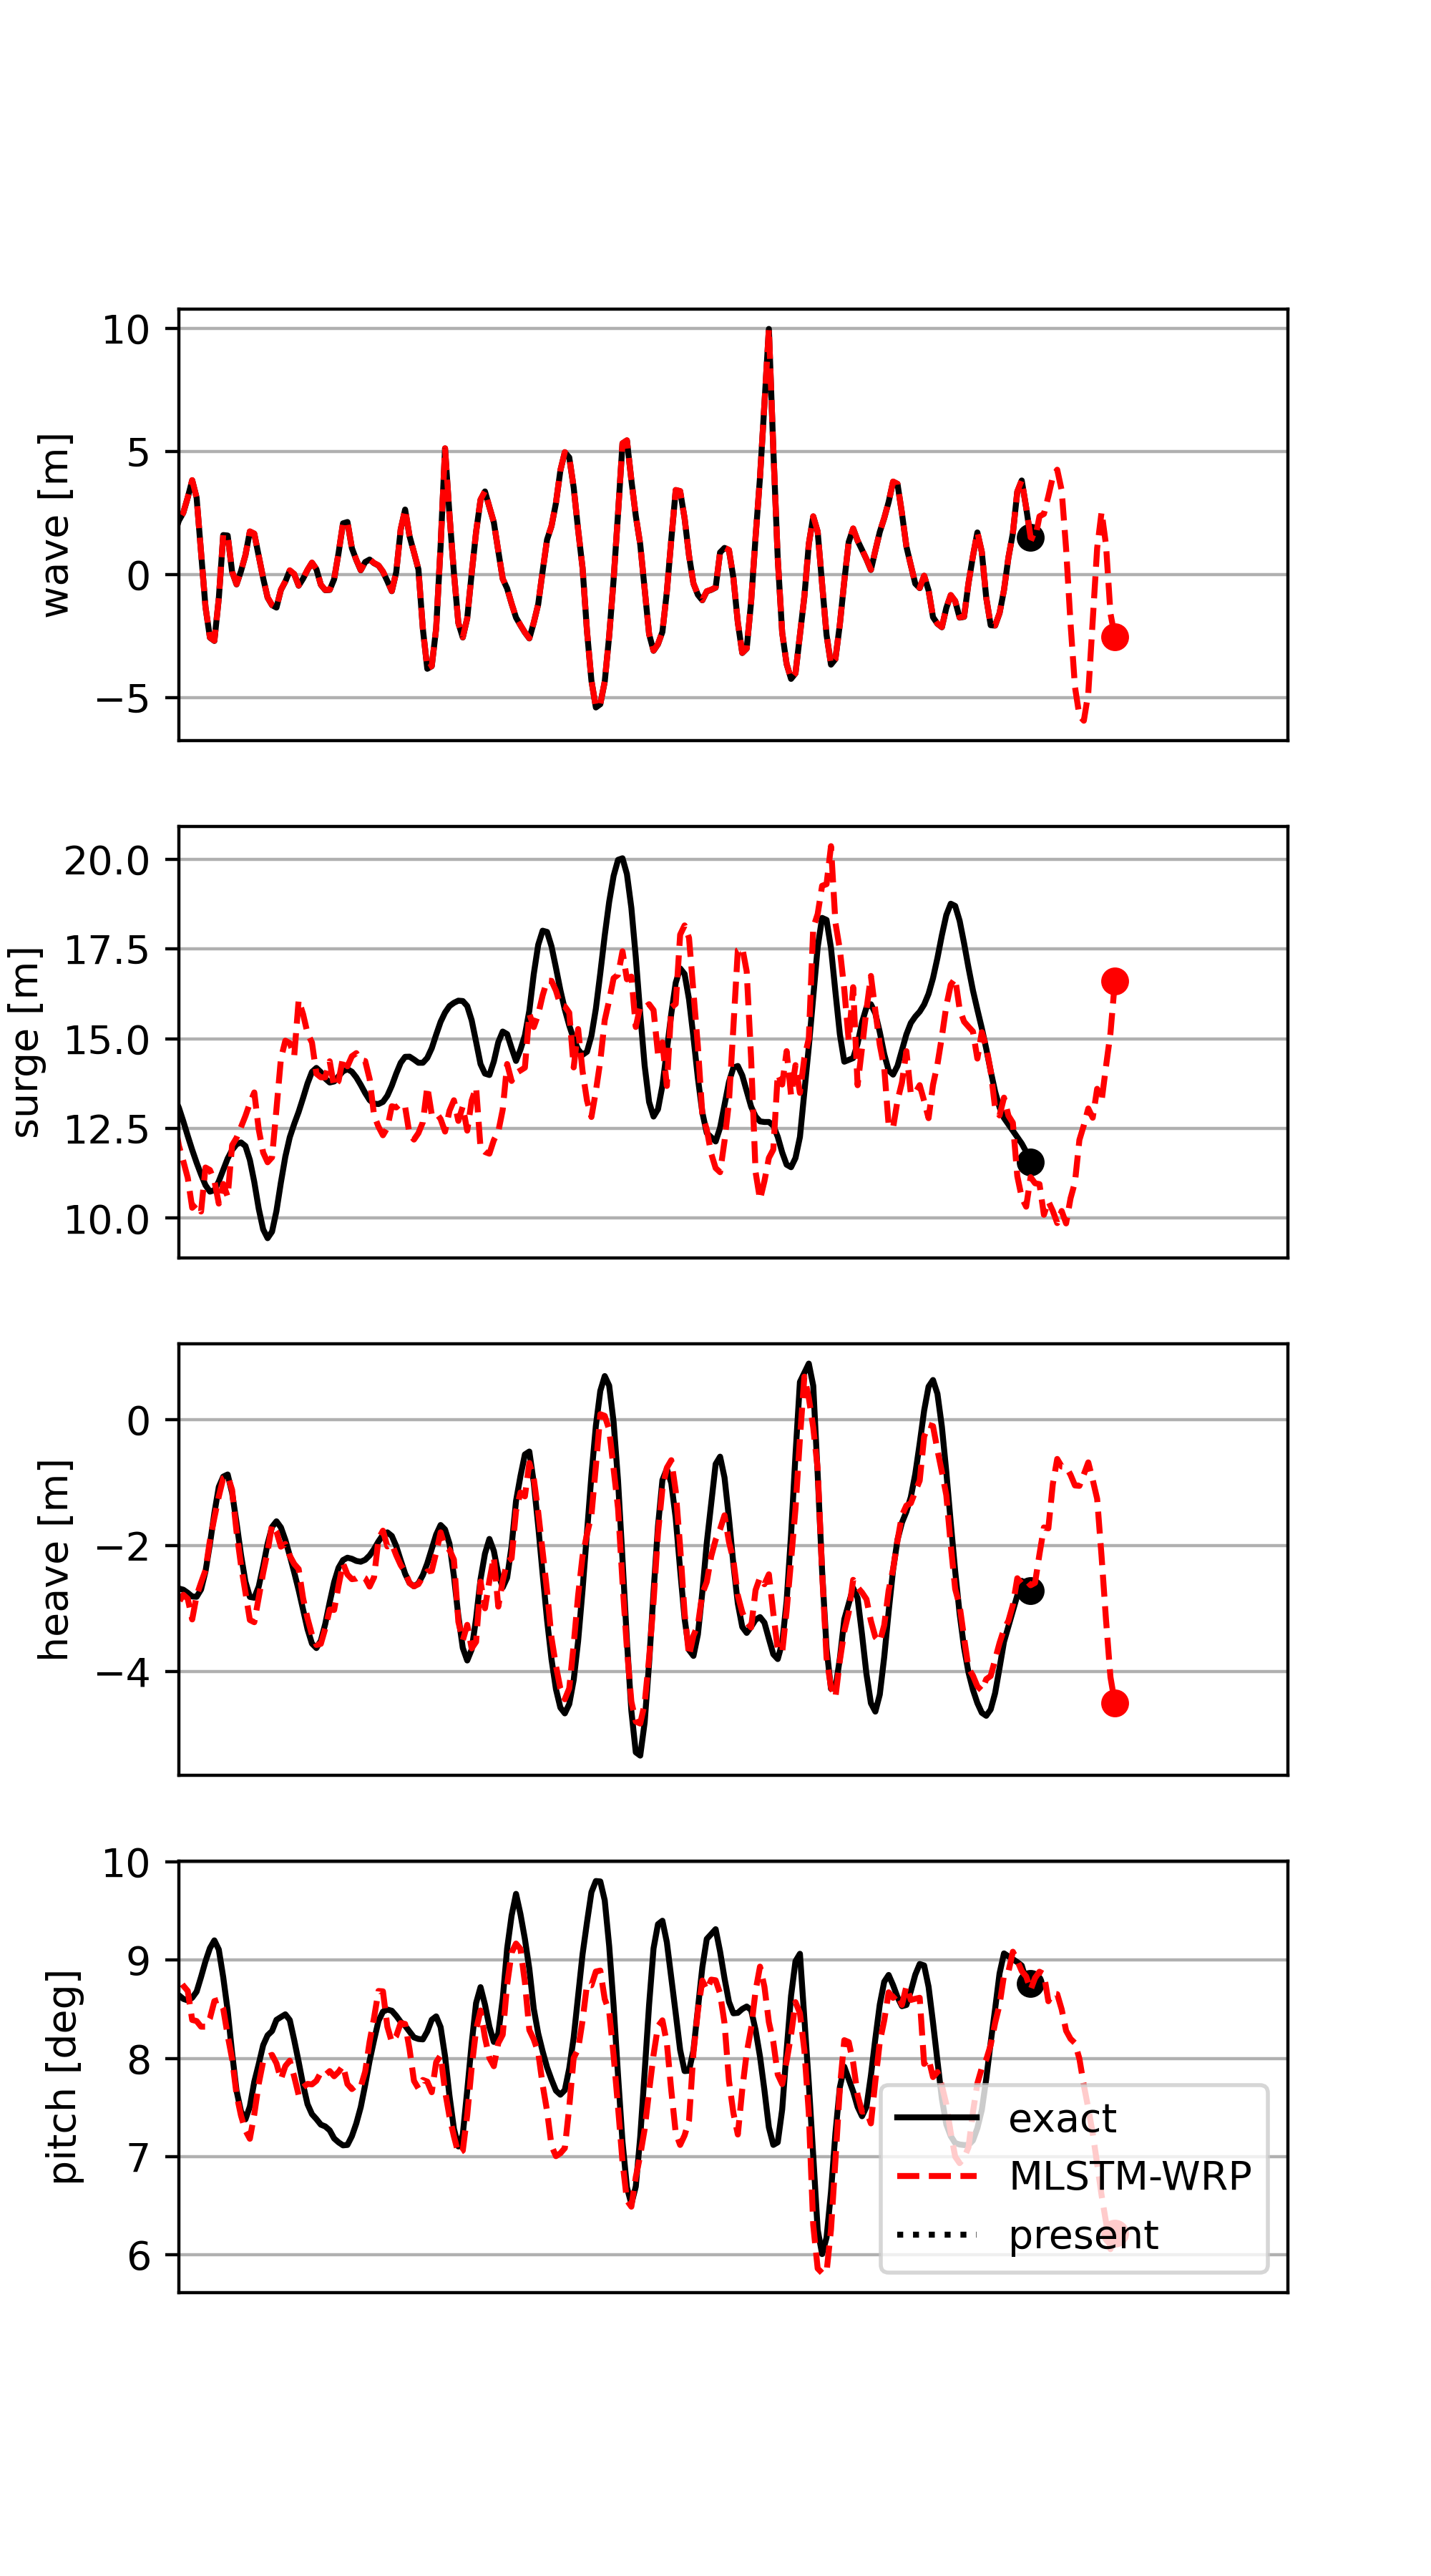 10
5
0
−5
wave [m]
20.0
17.5
15.0
12.5
10.0
surge [m]
0
−2
−4
heave [m]
10
9
8
7
6
pitch [deg]
exact
MLSTM-WRP
present